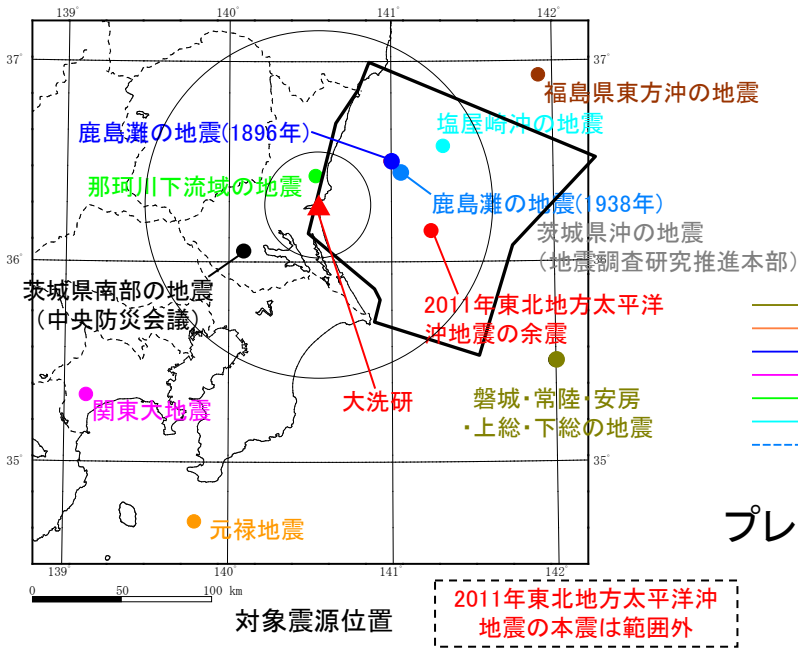 139°
140°
141°
142°
37°
37°
福島県東方沖の地震
塩屋崎沖の地震
鹿島灘の地震(1896年)
那珂川下流域の地震
鹿島灘の地震(1938年)
茨城県沖の地震
(地震調査研究推進本部)
36°
36°
茨城県南部の地震
(中央防災会議)
2011年東北地方太平洋
沖地震の余震
大洗研
関東大地震
磐城・常陸・安房
・上総・下総の地震
35°
35°
プレ
元禄地震
139°
140°
141°
142°
0 50 100 km
対象震源位置
2011年東北地方太平洋沖
地震の本震は範囲外